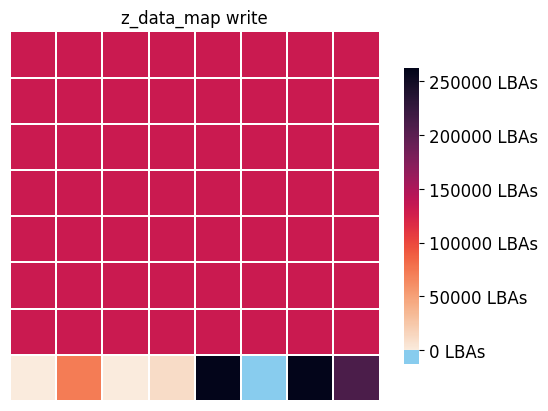 z_data_map write
250000 LBAs
200000 LBAs
150000 LBAs
100000 LBAs
50000 LBAs
0 LBAs